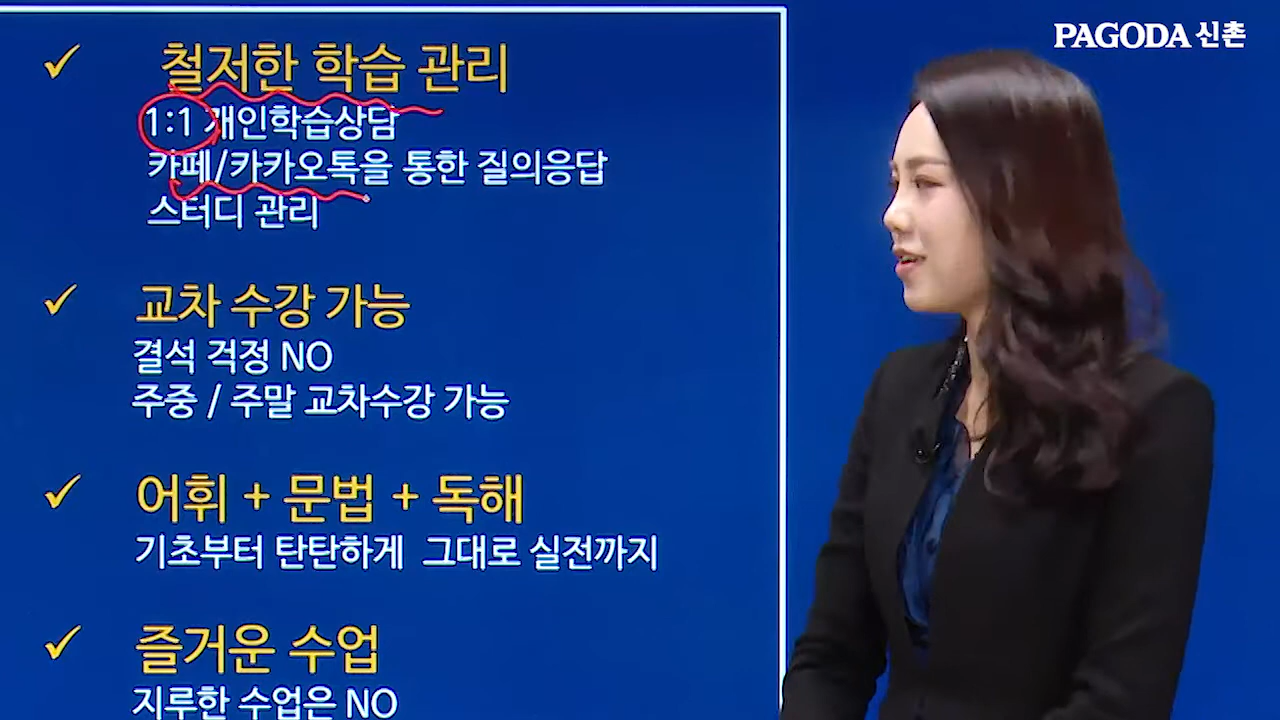 PAGODA 신촌
✓ 철저한 학습 관리
1:1 개인학습상담
카페/카카오톡을 통한 질의응답
스터디 관리
✓ 교차 수강 가능
결석 걱정 NO
주중 / 주말 교차수강 가능
✓ 어휘 + 문법 + 독해
기초부터 탄탄하게 그대로 실전까지
✓ 즐거운 수업
지루한 수업은 NO